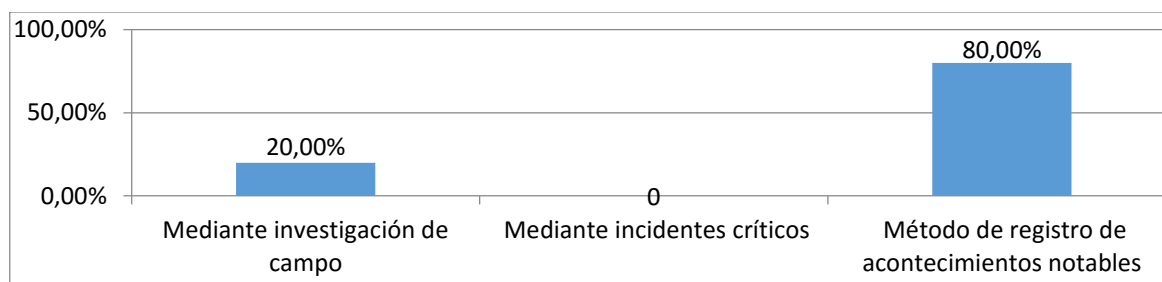 100,00%
50,00%
0,00%
20,00%
0
80,00%
Mediante investigación de
campo
Mediante incidentes críticos
Método de registro de
acontecimientos notables